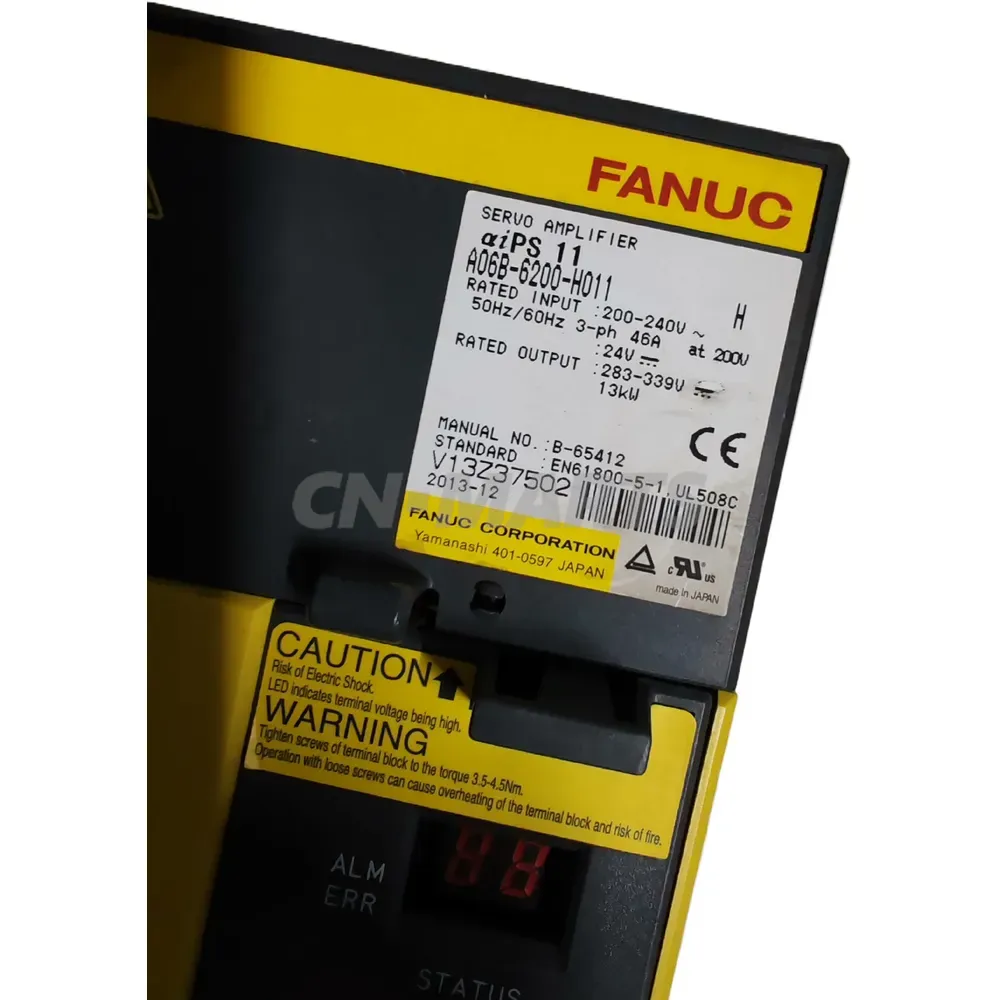 FANUC
SERVO AMPLIFIER
αiPS 11
A06B-6200-H011
H
RATED INPUT :200-240V ~
50Hz/60Hz 3-ph 46A at 200V
:24V ⎓
RATED OUTPUT :283-339V ⎓
13kW
MANUAL NO. :B-65412
STANDARD :EN61800-5-1,UL508C
V13Z37502
2013-12
CE
FANUC CORPORATION
Yamanashi 401-0597 JAPAN
c RU us
made in JAPAN
CAUTION
Risk of Electric Shock.
LED indicates terminal voltage being high.
WARNING
Tighten screws of terminal block to the torque 3.5-4.5Nm.
Operation with loose screws can cause overheating of the terminal block and risk of fire.
ALM
ERR
STATUS